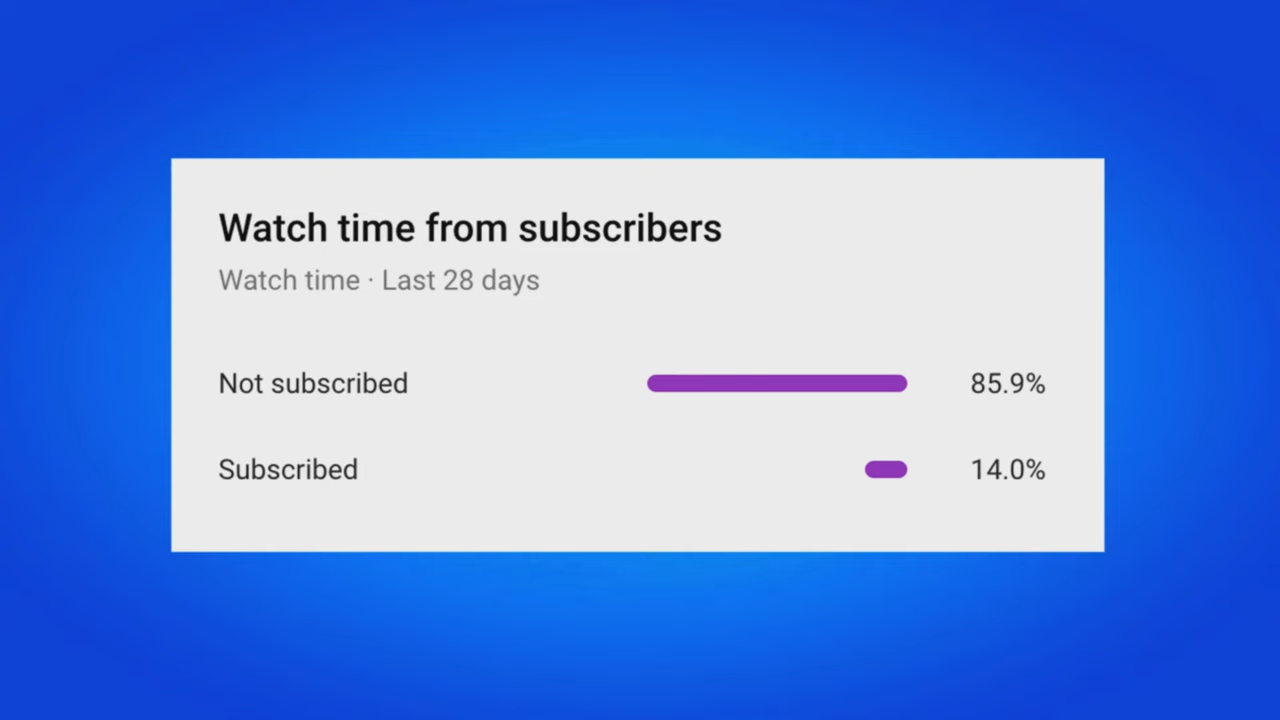 Watch time from subscribers
Watch time · Last 28 days
Not subscribed 85.9%
Subscribed 14.0%